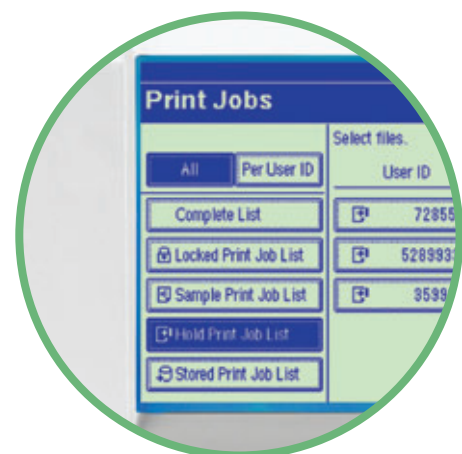 Print Jobs
Select files.
All
Per User ID
User ID
Complete List
Locked Print Job List
Sample Print Job List
Hold Print Job List
Stored Print Job List